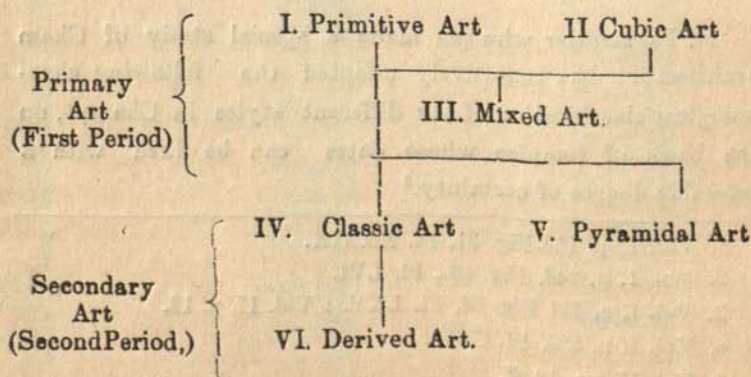 I. Primitive Art II Cubic Art
Primary
Art
(First Period)
III. Mixed Art.
IV. Classic Art V. Pyramidal Art
Secondary
Art
(SecondPeriod,)
VI. Derived Art.